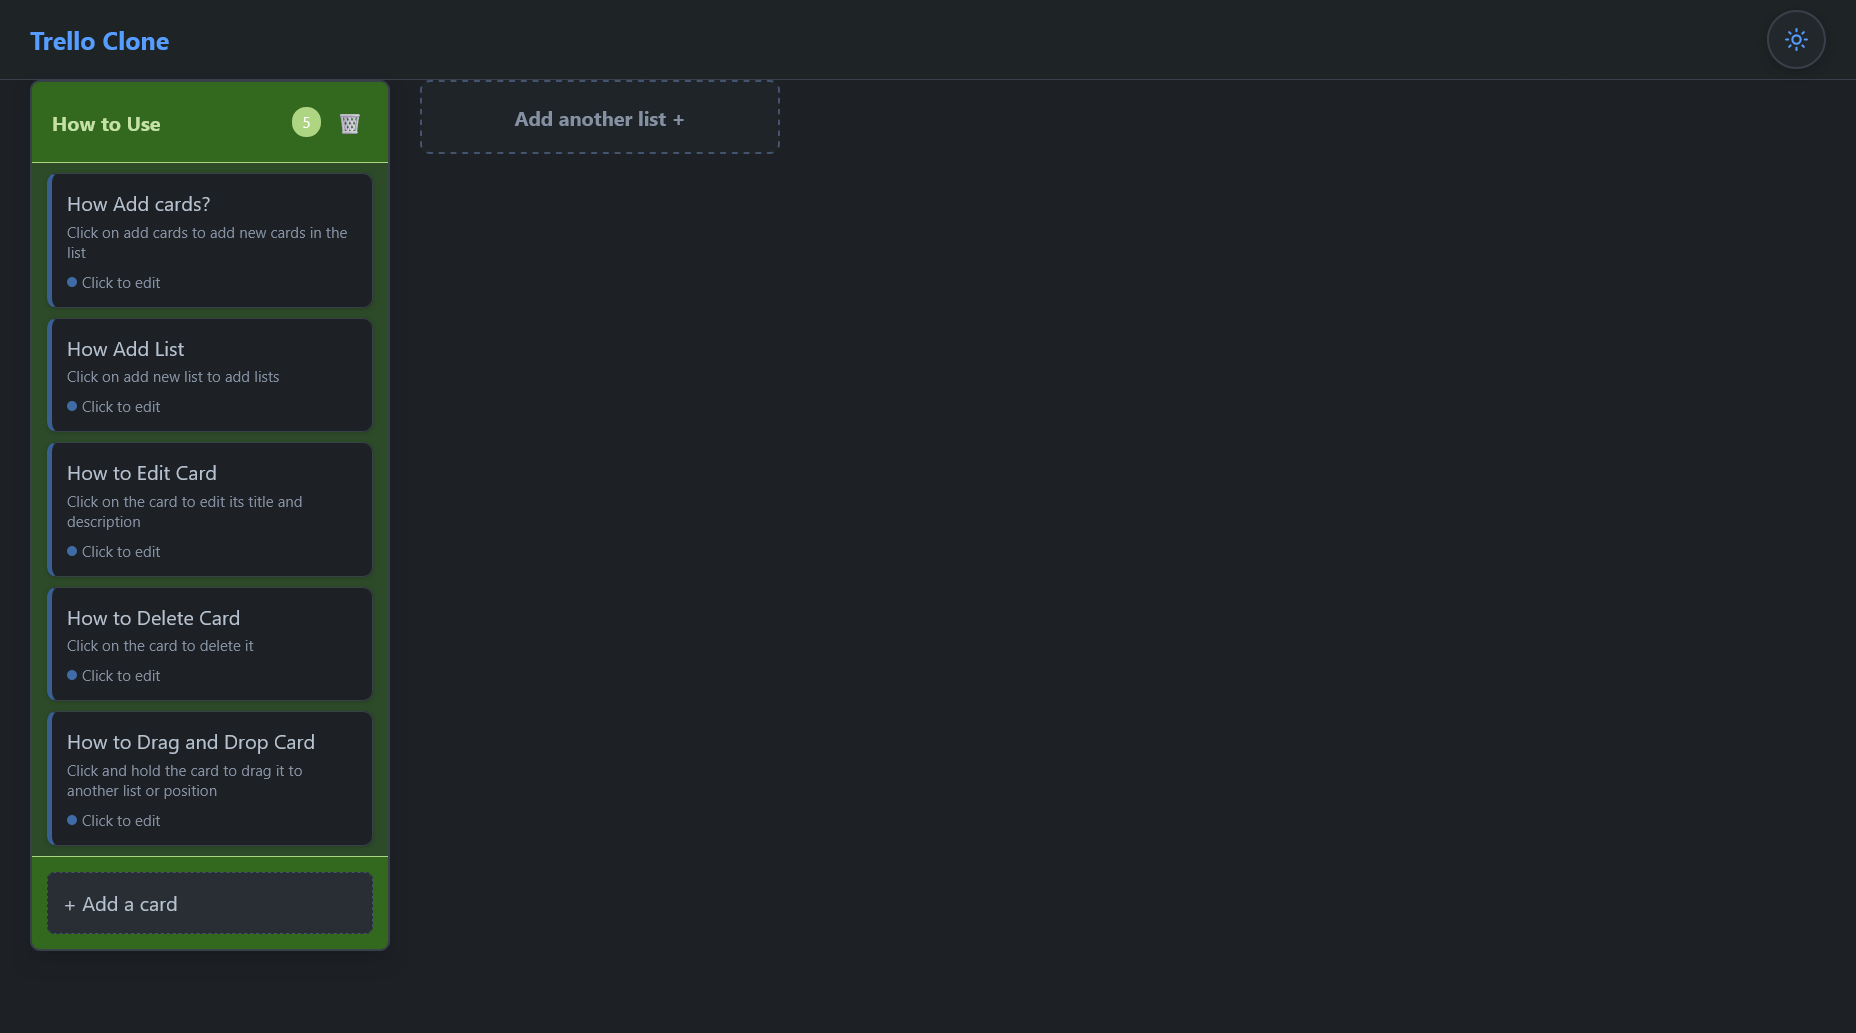 Trello Clone
How to Use
5
Add another list +
How Add cards?
Click on add cards to add new cards in the
list
Click to edit
How Add List
Click on add new list to add lists
Click to edit
How to Edit Card
Click on the card to edit its title and
description
Click to edit
How to Delete Card
Click on the card to delete it
Click to edit
How to Drag and Drop Card
Click and hold the card to drag it to
another list or position
Click to edit
+ Add a card